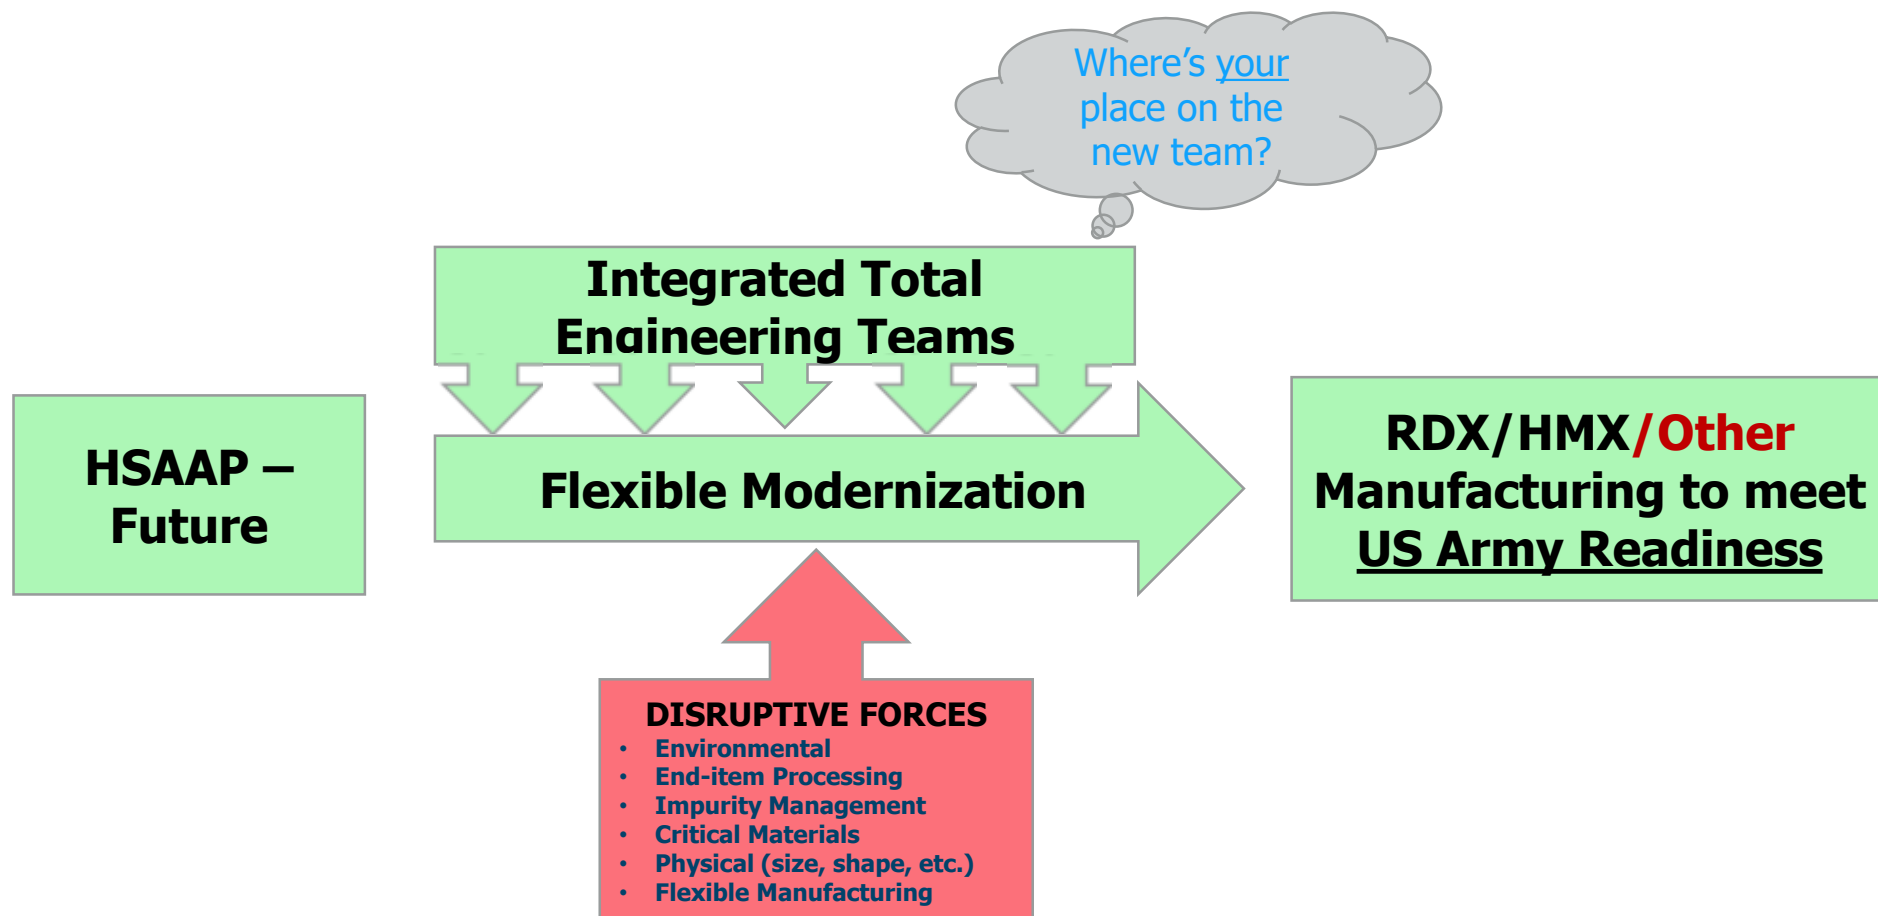 Where’s your
place on the
new team?
Integrated Total
Engineering Teams
HSAAP –
Future
Flexible Modernization
RDX/HMX/Other
Manufacturing to meet
US Army Readiness
DISRUPTIVE FORCES
• Environmental
• End-item Processing
• Impurity Management
• Critical Materials
• Physical (size, shape, etc.)
• Flexible Manufacturing